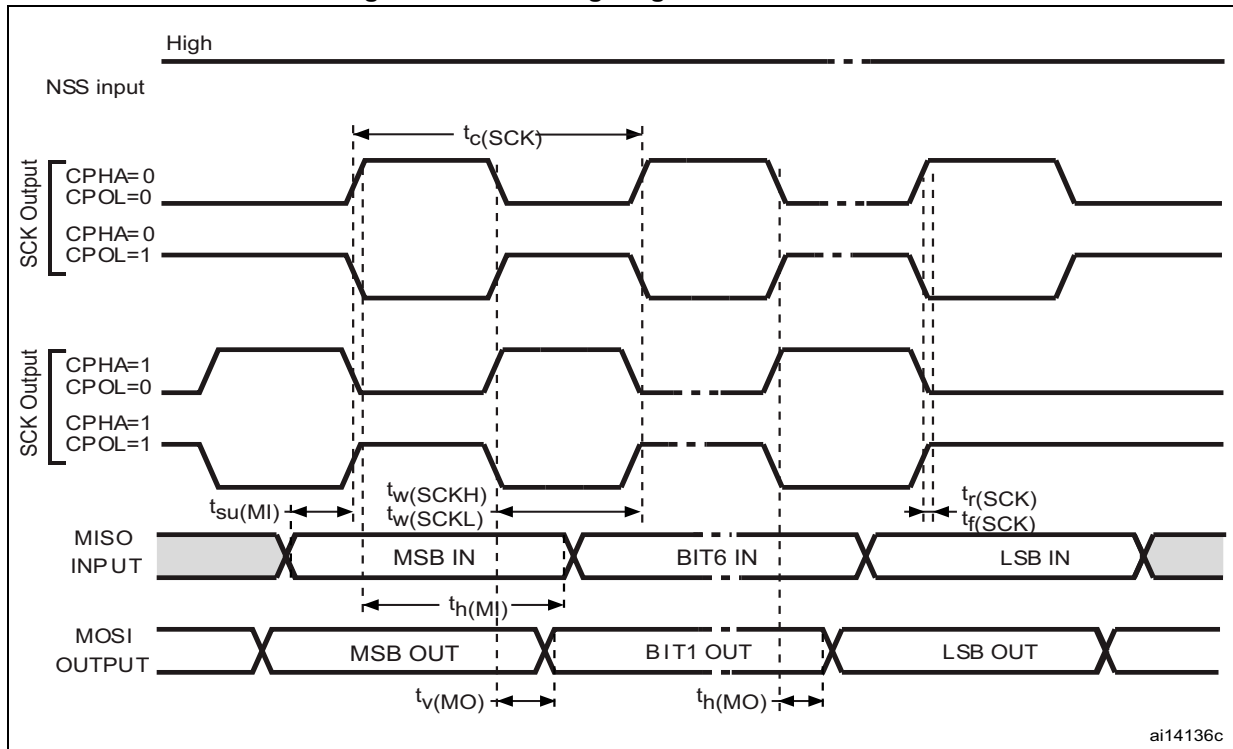 High
NSS input
tc(SCK)
SCK Output
CPHA=0
CPOL=0
CPHA=0
CPOL=1
SCK Output
CPHA=1
CPOL=0
CPHA=1
CPOL=1
tsu(MI)
tw(SCKH)
tw(SCKL)
tr(SCK)
tf(SCK)
MISO
INPUT
MSB IN
BIT6 IN
LSB IN
th(MI)
MOSI
OUTPUT
MSB OUT
BIT1 OUT
LSB OUT
tv(MO)
th(MO)
ai14136c